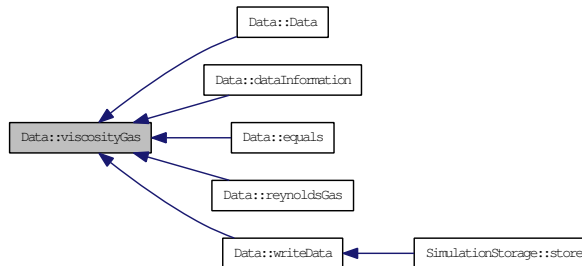 Data::Data
Data::dataInformation
Data::viscosityGas
Data::equals
Data::reynoldsGas
Data::writeData
SimulationStorage::store